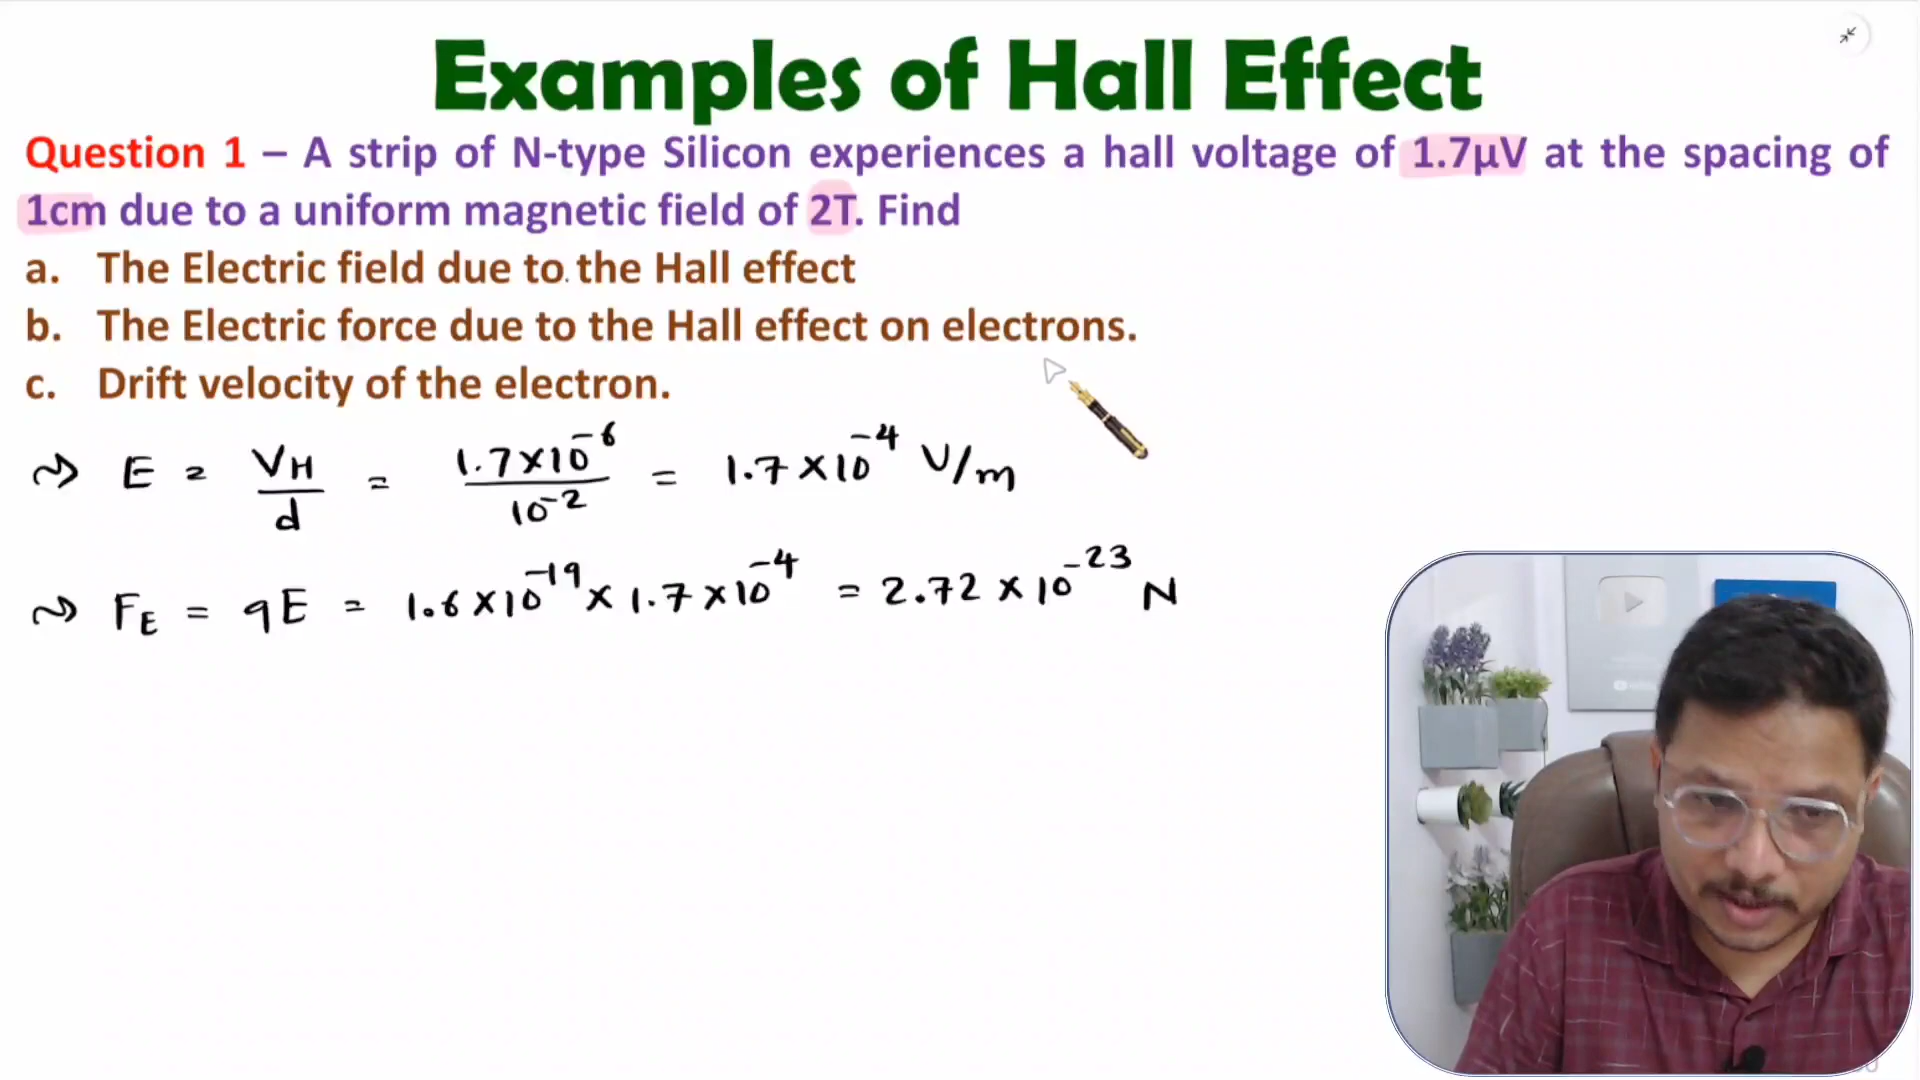 Examples of Hall Effect
Question 1 – A strip of N-type Silicon experiences a hall voltage of 1.7μV at the spacing of
1cm due to a uniform magnetic field of 2T. Find
a. The Electric field due to the Hall effect
b. The Electric force due to the Hall effect on electrons.
c. Drift velocity of the electron.
⇝ E = V_H/d = 1.7×10^-6/10^-2 = 1.7×10^-4 V/m
⇝ F_E = qE = 1.6×10^-19 × 1.7×10^-4 = 2.72×10^-23 N